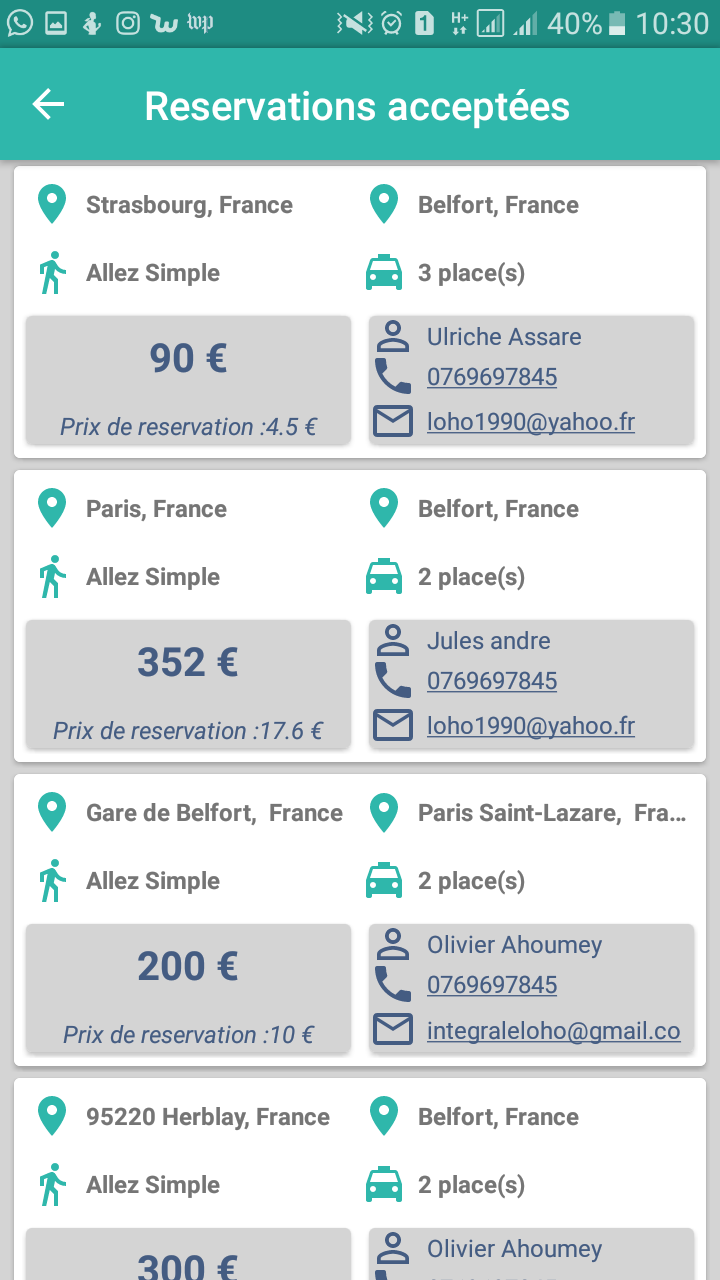 40% 10:30
Reservations acceptées
Strasbourg, France Belfort, France
Allez Simple 3 place(s)
90 € Ulriche Assare
0769697845
Prix de reservation :4.5 € loho1990@yahoo.fr
Paris, France Belfort, France
Allez Simple 2 place(s)
352 € Jules andre
0769697845
Prix de reservation :17.6 € loho1990@yahoo.fr
Gare de Belfort, France Paris Saint-Lazare, Fra...
Allez Simple 2 place(s)
200 € Olivier Ahoumey
0769697845
Prix de reservation :10 € integraleloho@gmail.co
95220 Herblay, France Belfort, France
Allez Simple 2 place(s)
300 € Olivier Ahoumey